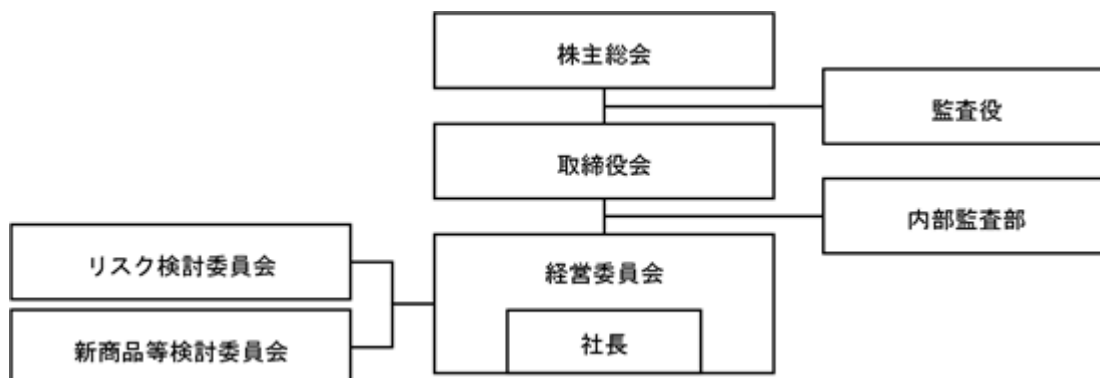 株主総会
監査役
取締役会
内部監査部
リスク検討委員会
経営委員会
新商品等検討委員会
社長